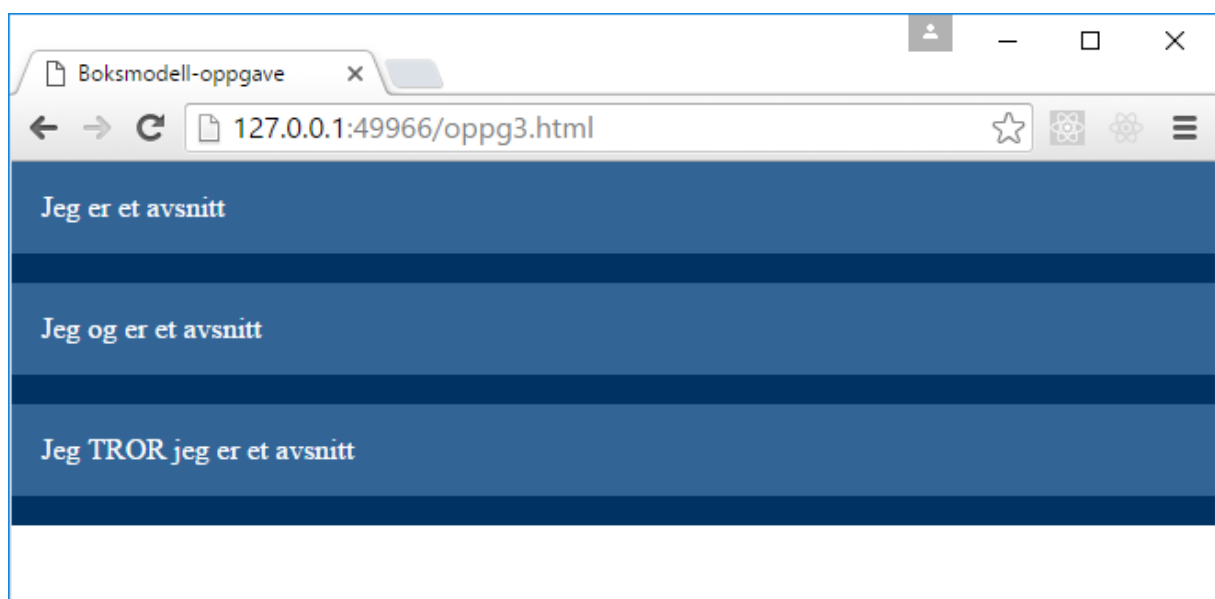 Boksmodell-oppgave
127.0.0.1:49966/oppg3.html
Jeg er et avsnitt
Jeg og er et avsnitt
Jeg TROR jeg er et avsnitt